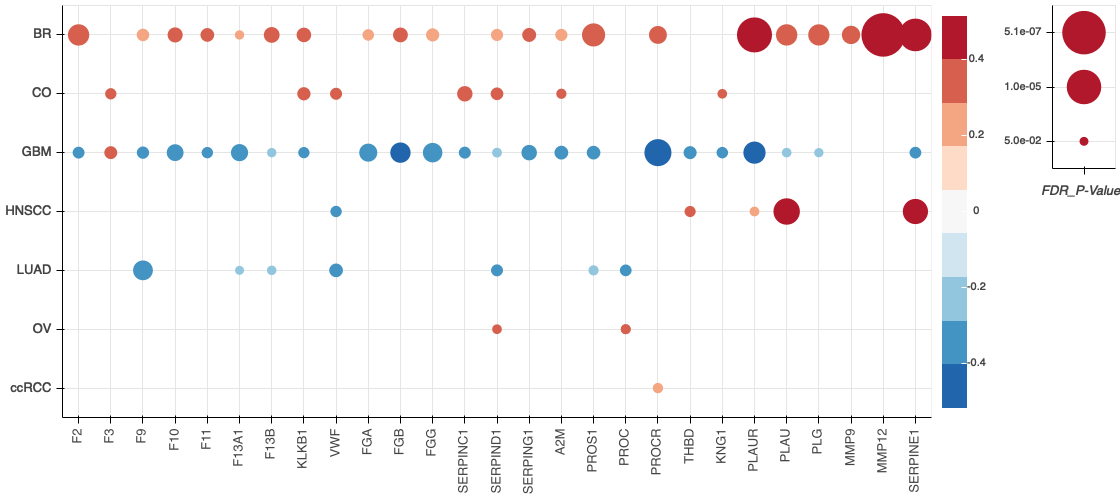 BR
CO
GBM
HNSCC
LUAD
OV
ccRCC
F2
F3
F9
F10
F11
F13A1
F13B
KLKB1
VWF
FGA
FGB
FGG
SERPINC1
SERPIND1
SERPING1
A2M
PROS1
PROC
PROCR
THBD
KNG1
PLAUR
PLAU
PLG
MMP9
MMP12
SERPINE1
0.4
0.2
0
-0.2
-0.4
5.1e-07
1.0e-05
5.0e-02
FDR_P-Value